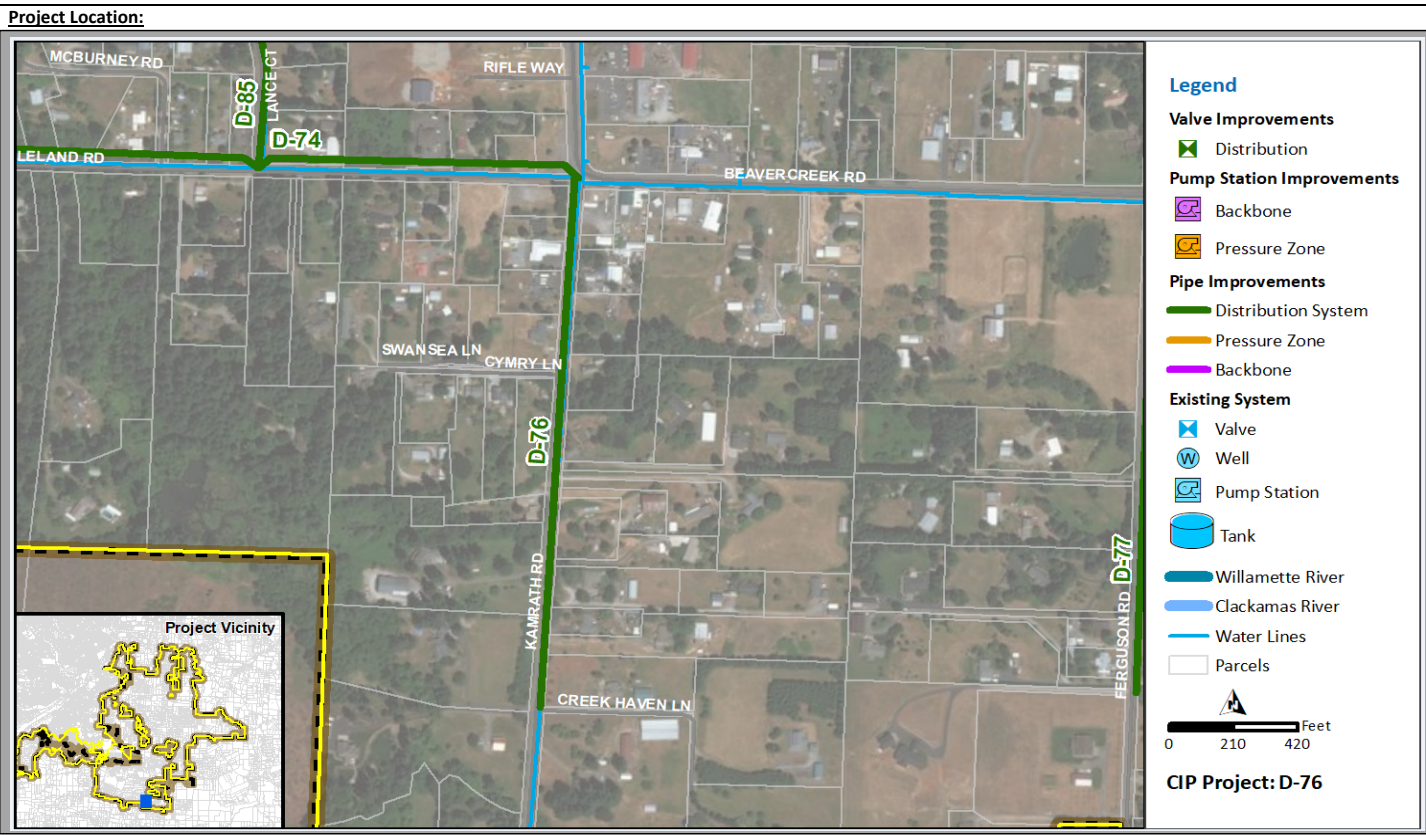 Project Location:
MCBURNEY RD
LANCE CT
D-85
D-74
RIFLE WAY
LELAND RD
BEAVERCREEK RD
SWANSEA LN
CYMRY LN
D-76
KAMRATH RD
D-77
FERGUSON RD
CREEK HAVEN LN
Project Vicinity
Legend
Valve Improvements
Distribution
Pump Station Improvements
Backbone
Pressure Zone
Pipe Improvements
Distribution System
Pressure Zone
Backbone
Existing System
Valve
W Well
Pump Station
Tank
Willamette River
Clackamas River
Water Lines
Parcels
Feet
0 210 420
CIP Project: D-76